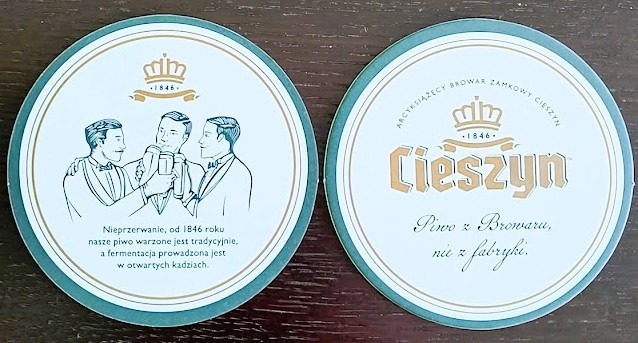 ·1846·
Nieprzerwanie, od 1846 roku
nasze piwo warzone jest tradycyjnie,
a fermentacja prowadzona jest
w otwartych kadziach.
ARCYKSIĄŻĘCY BROWAR ZAMKOWY CIESZYN
·1846·
Cieszyn™
Piwo z Browaru,
nie z fabryki.